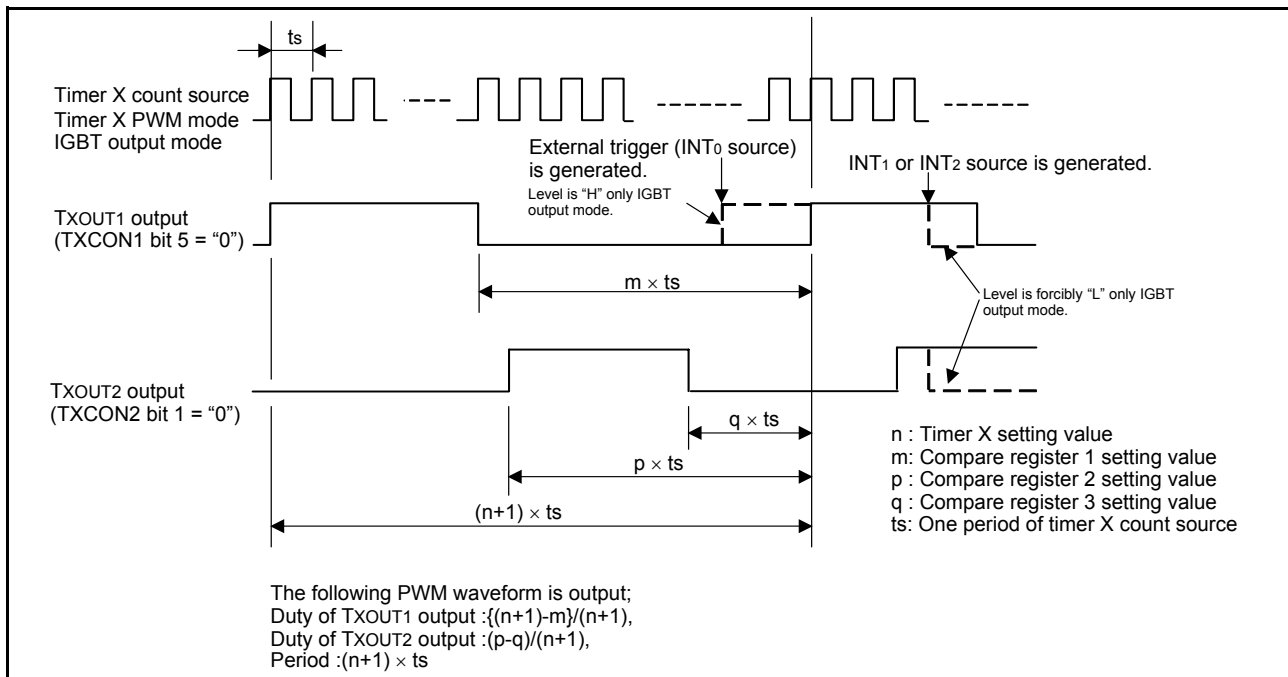 ts
Timer X count source
Timer X PWM mode
IGBT output mode
External trigger (INT0 source)
is generated.
Level is “H” only IGBT
output mode.
INT1 or INT2 source is generated.
TXOUT1 output
(TXCON1 bit 5 = “0”)
m × ts
Level is forcibly “L” only IGBT
output mode.
TXOUT2 output
(TXCON2 bit 1 = “0”)
q × ts
p × ts
(n+1) × ts
n : Timer X setting value
m: Compare register 1 setting value
p : Compare register 2 setting value
q : Compare register 3 setting value
ts: One period of timer X count source
The following PWM waveform is output;
Duty of TXOUT1 output :{(n+1)-m}/(n+1),
Duty of TXOUT2 output :(p-q)/(n+1),
Period :(n+1) × ts